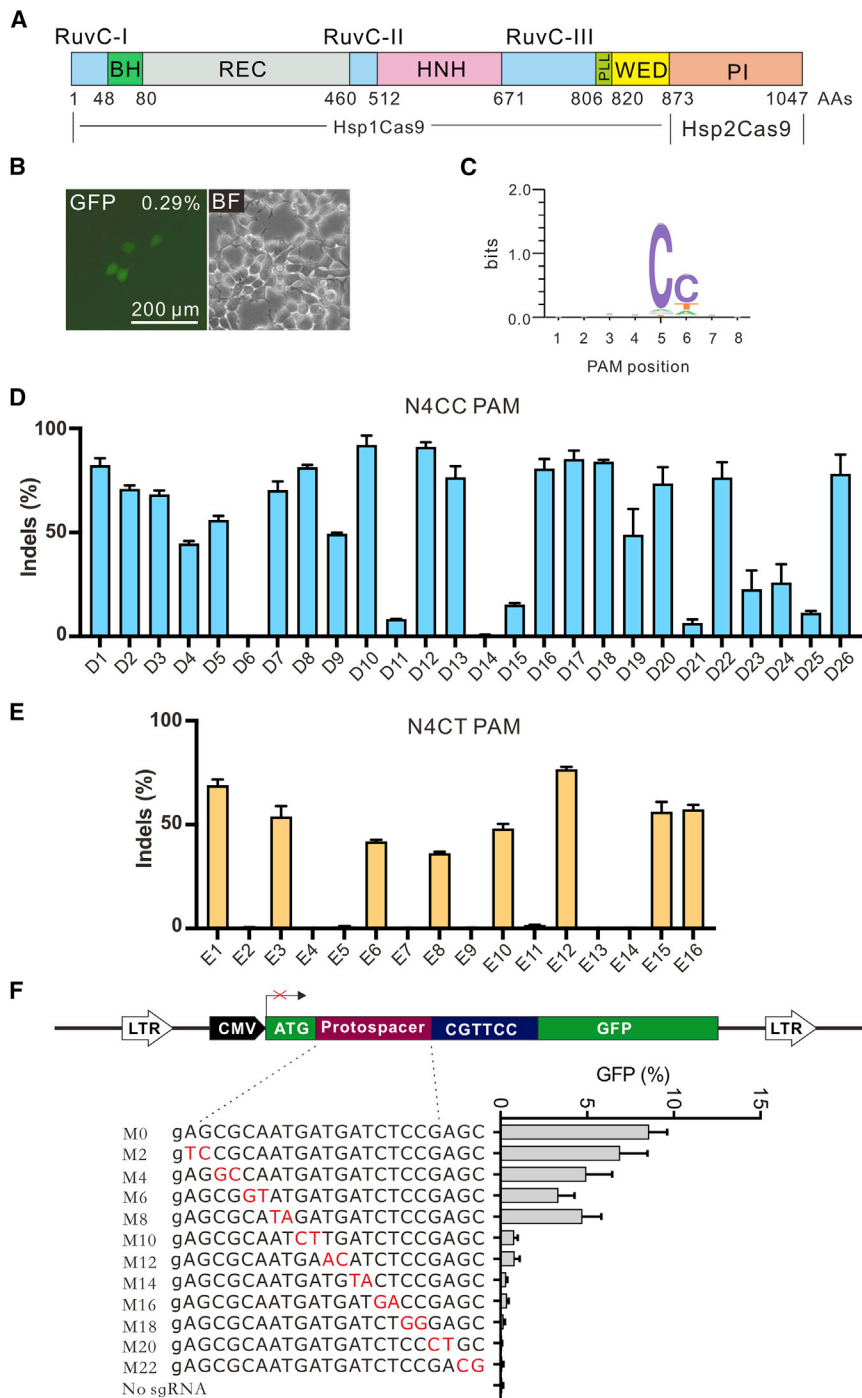 A
RuvC-I
RuvC-II
RuvC-III
BH
REC
HNH
PLL
WED
PI
1 48 80 460 512 671 806 820 873 1047 AAs
Hsp1Cas9
Hsp2Cas9
B
GFP 0.29%
200 µm
BF
C
bits
2.0
1.0
0.0
C
C
1 2 3 4 5 6 7 8
PAM position
D
N4CC PAM
Indels (%)
100
50
0
D1 D2 D3 D4 D5 D6 D7 D8 D9 D10 D11 D12 D13 D14 D15 D16 D17 D18 D19 D20 D21 D22 D23 D24 D25 D26
E
N4CT PAM
Indels (%)
100
50
0
E1 E2 E3 E4 E5 E6 E7 E8 E9 E10 E11 E12 E13 E14 E15 E16
F
LTR CMV ATG Protospacer CGTTCC GFP LTR
GFP (%)
0 5 10 15
M0 gAGCGCAATGATGATCTCCGAGC
M2 gTCCGCAATGATGATCTCCGAGC
M4 gAGGCCAATGATGATCTCCGAGC
M6 gAGCGGTATGATGATCTCCGAGC
M8 gAGCGCATAGATGATCTCCGAGC
M10 gAGCGCAATCTTGATCTCCGAGC
M12 gAGCGCAATGAACATCTCCGAGC
M14 gAGCGCAATGATGTACTCCGAGC
M16 gAGCGCAATGATGATGACCGAGC
M18 gAGCGCAATGATGATCTGGGAGC
M20 gAGCGCAATGATGATCTCCCTGC
M22 gAGCGCAATGATGATCTCCGACG
No sgRNA